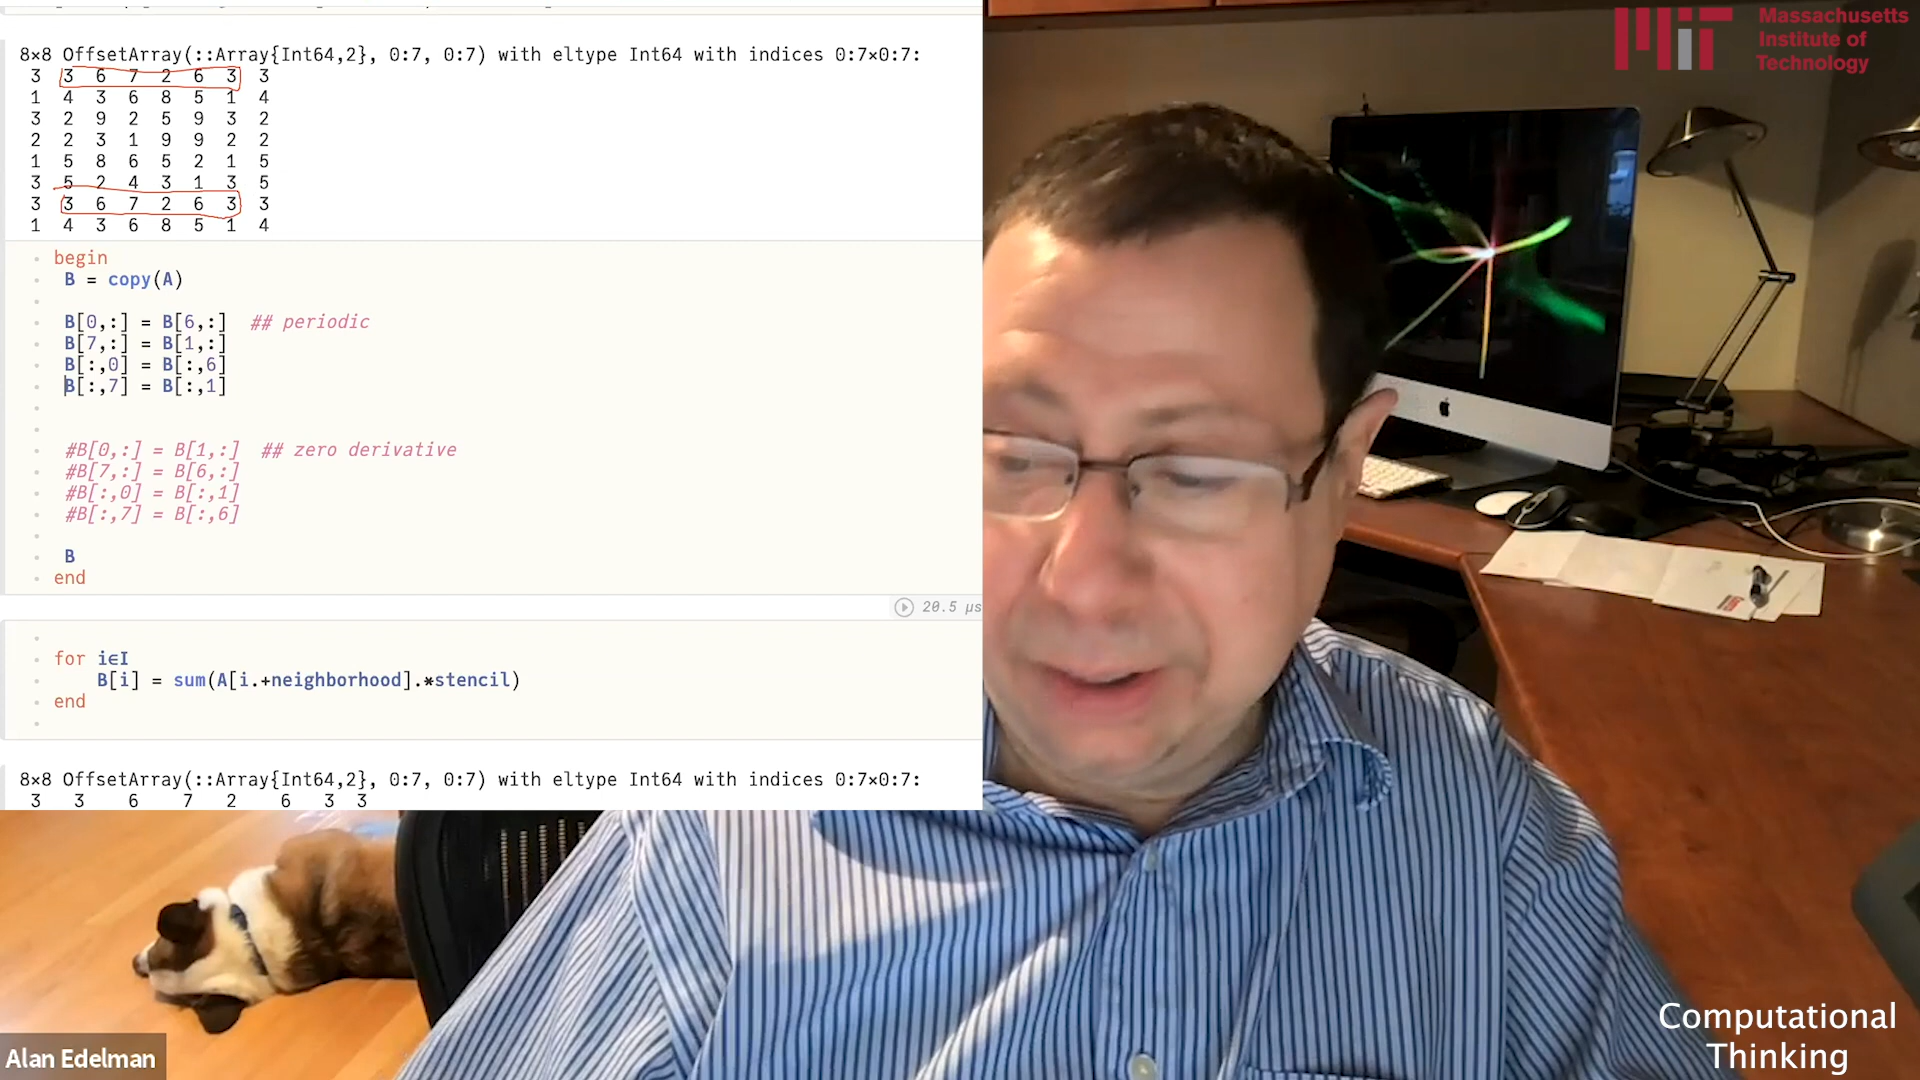 8×8 OffsetArray(::Array{Int64,2}, 0:7, 0:7) with eltype Int64 with indices 0:7×0:7:
3 3 6 7 2 6 3 3
1 4 3 6 8 5 1 4
3 2 9 2 5 9 3 2
2 2 3 1 9 9 2 2
1 5 8 6 5 2 1 5
3 5 2 4 3 1 3 5
3 3 6 7 2 6 3 3
1 4 3 6 8 5 1 4
begin
B = copy(A)
B[0,:] = B[6,:] ## periodic
B[7,:] = B[1,:]
B[:,0] = B[:,6]
B[:,7] = B[:,1]
#B[0,:] = B[1,:] ## zero derivative
#B[7,:] = B[6,:]
#B[:,0] = B[:,1]
#B[:,7] = B[:,6]
B
end
20.5 μs
for i∈I
B[i] = sum(A[i.+neighborhood].*stencil)
end
8×8 OffsetArray(::Array{Int64,2}, 0:7, 0:7) with eltype Int64 with indices 0:7×0:7:
3 3 6 7 2 6 3 3
Alan Edelman
Massachusetts
Institute of
Technology
Computational
Thinking